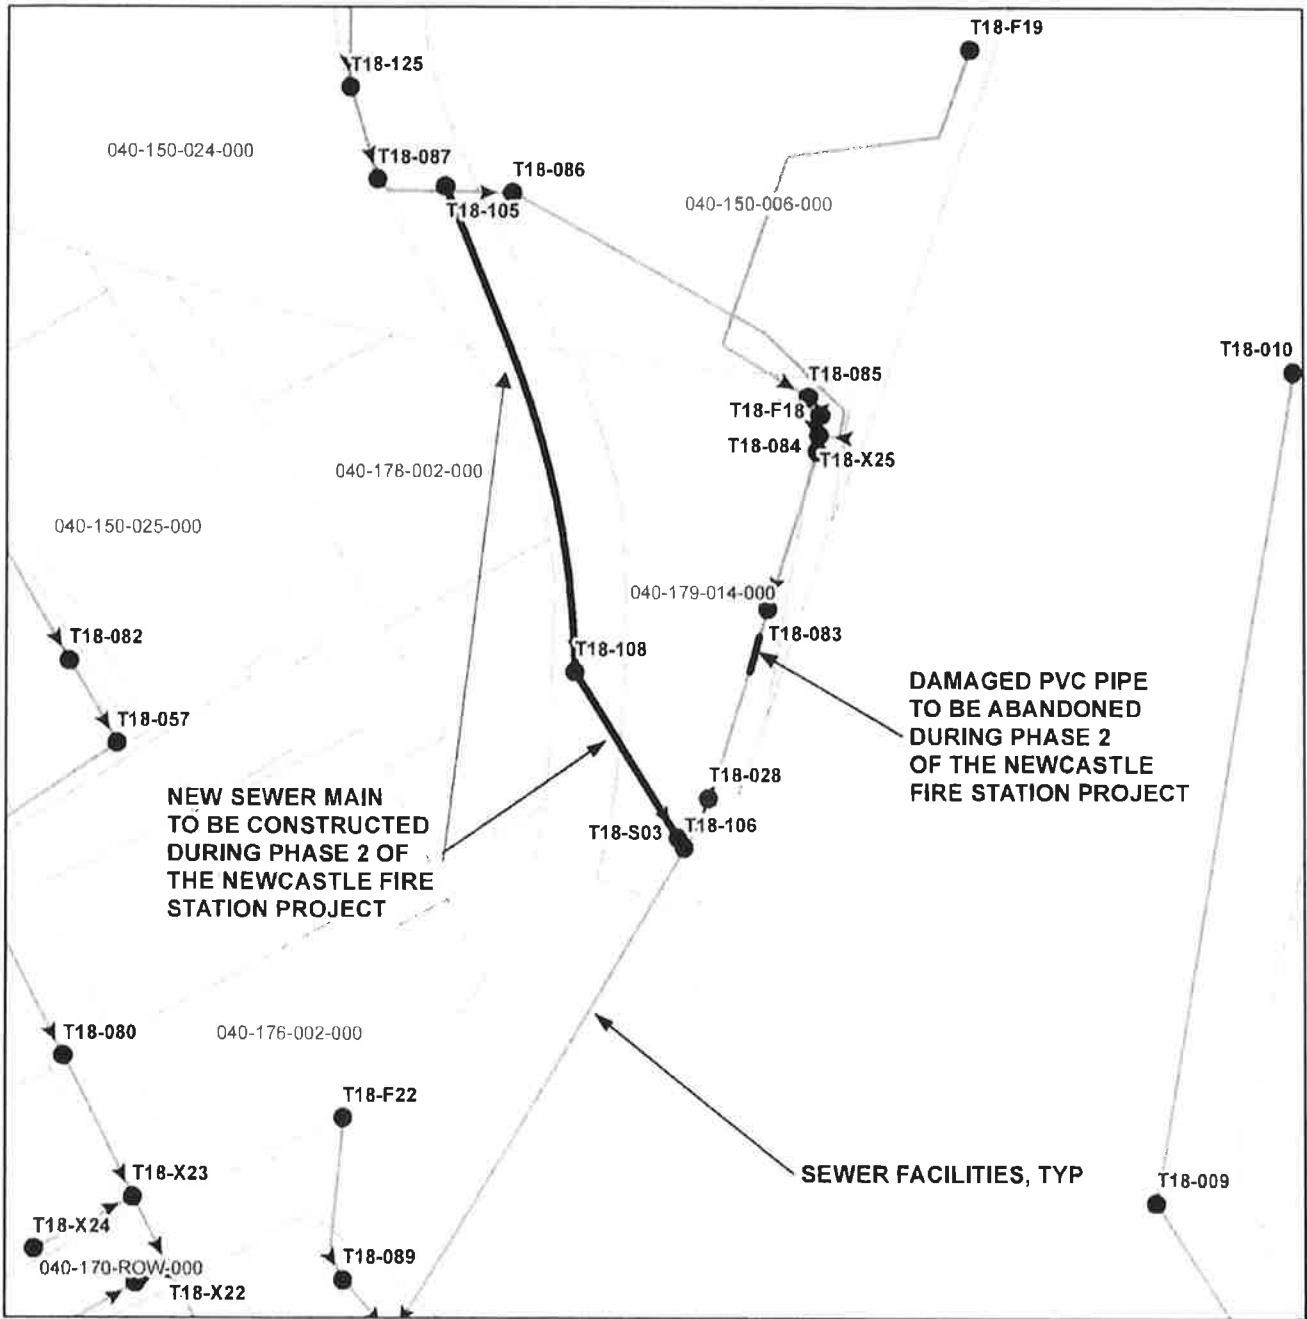 T18-F19
T18-125
040-150-024-000
T18-087
T18-086
T18-105
040-150-006-000
T18-010
T18-085
T18-F18
T18-084
T18-X25
040-178-002-000
040-150-025-000
040-179-014-000
T18-083
T18-082
T18-108
DAMAGED PVC PIPE
TO BE ABANDONED
DURING PHASE 2
OF THE NEWCASTLE
FIRE STATION PROJECT
T18-057
T18-028
NEW SEWER MAIN
TO BE CONSTRUCTED
DURING PHASE 2 OF
THE NEWCASTLE FIRE
STATION PROJECT
T18-S03
T18-106
T18-080
040-176-002-000
T18-F22
T18-X23
SEWER FACILITIES, TYP
T18-009
T18-X24
T18-089
040-170-ROW-000
T18-X22